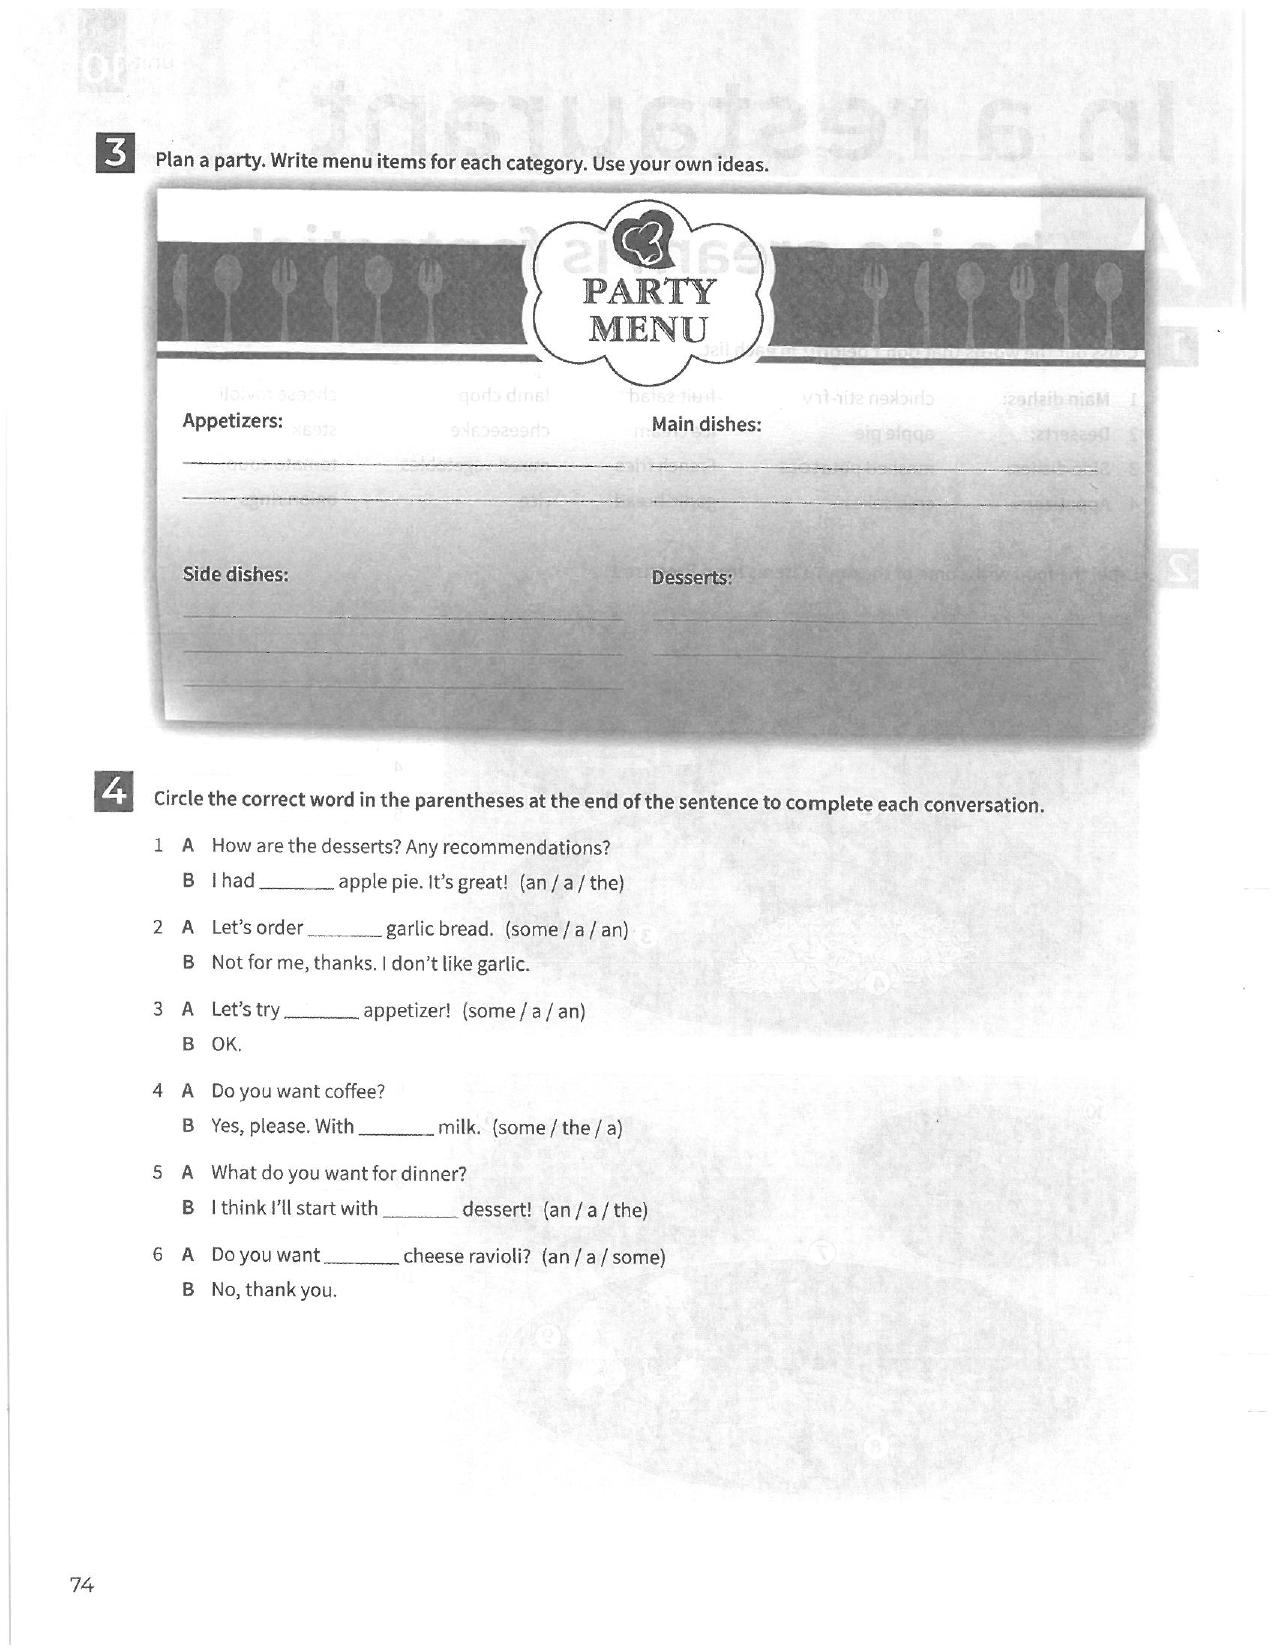 3 Plan a party. Write menu items for each category. Use your own ideas.
PARTY
MENU
Appetizers:
Main dishes:
Side dishes:
Desserts:
4 Circle the correct word in the parentheses at the end of the sentence to complete each conversation.
1 A How are the desserts? Any recommendations?
B I had _______ apple pie. It's great! (an / a / the)
2 A Let's order _______ garlic bread. (some / a / an)
B Not for me, thanks. I don't like garlic.
3 A Let's try _______ appetizer! (some / a / an)
B OK.
4 A Do you want coffee?
B Yes, please. With _______ milk. (some / the / a)
5 A What do you want for dinner?
B I think I'll start with _______ dessert! (an / a / the)
6 A Do you want _______ cheese ravioli? (an / a / some)
B No, thank you.
74